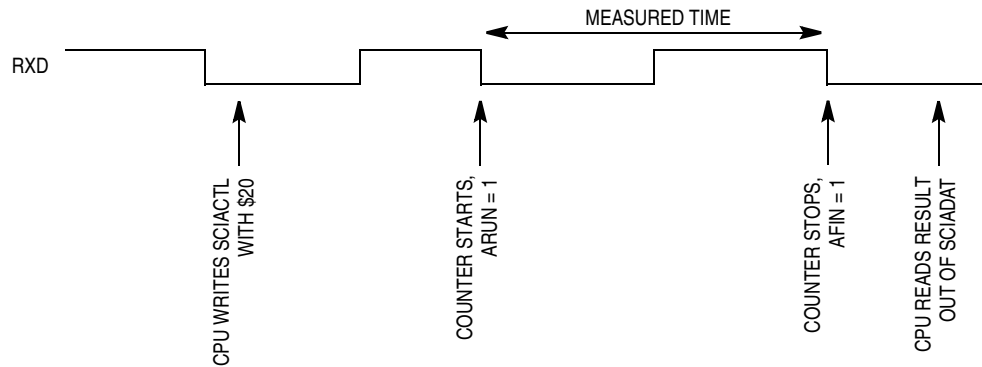 MEASURED TIME
RXD
CPU WRITES SCIACTL
WITH $20
COUNTER STARTS,
ARUN = 1
COUNTER STOPS,
AFIN = 1
CPU READS RESULT
OUT OF SCIADAT